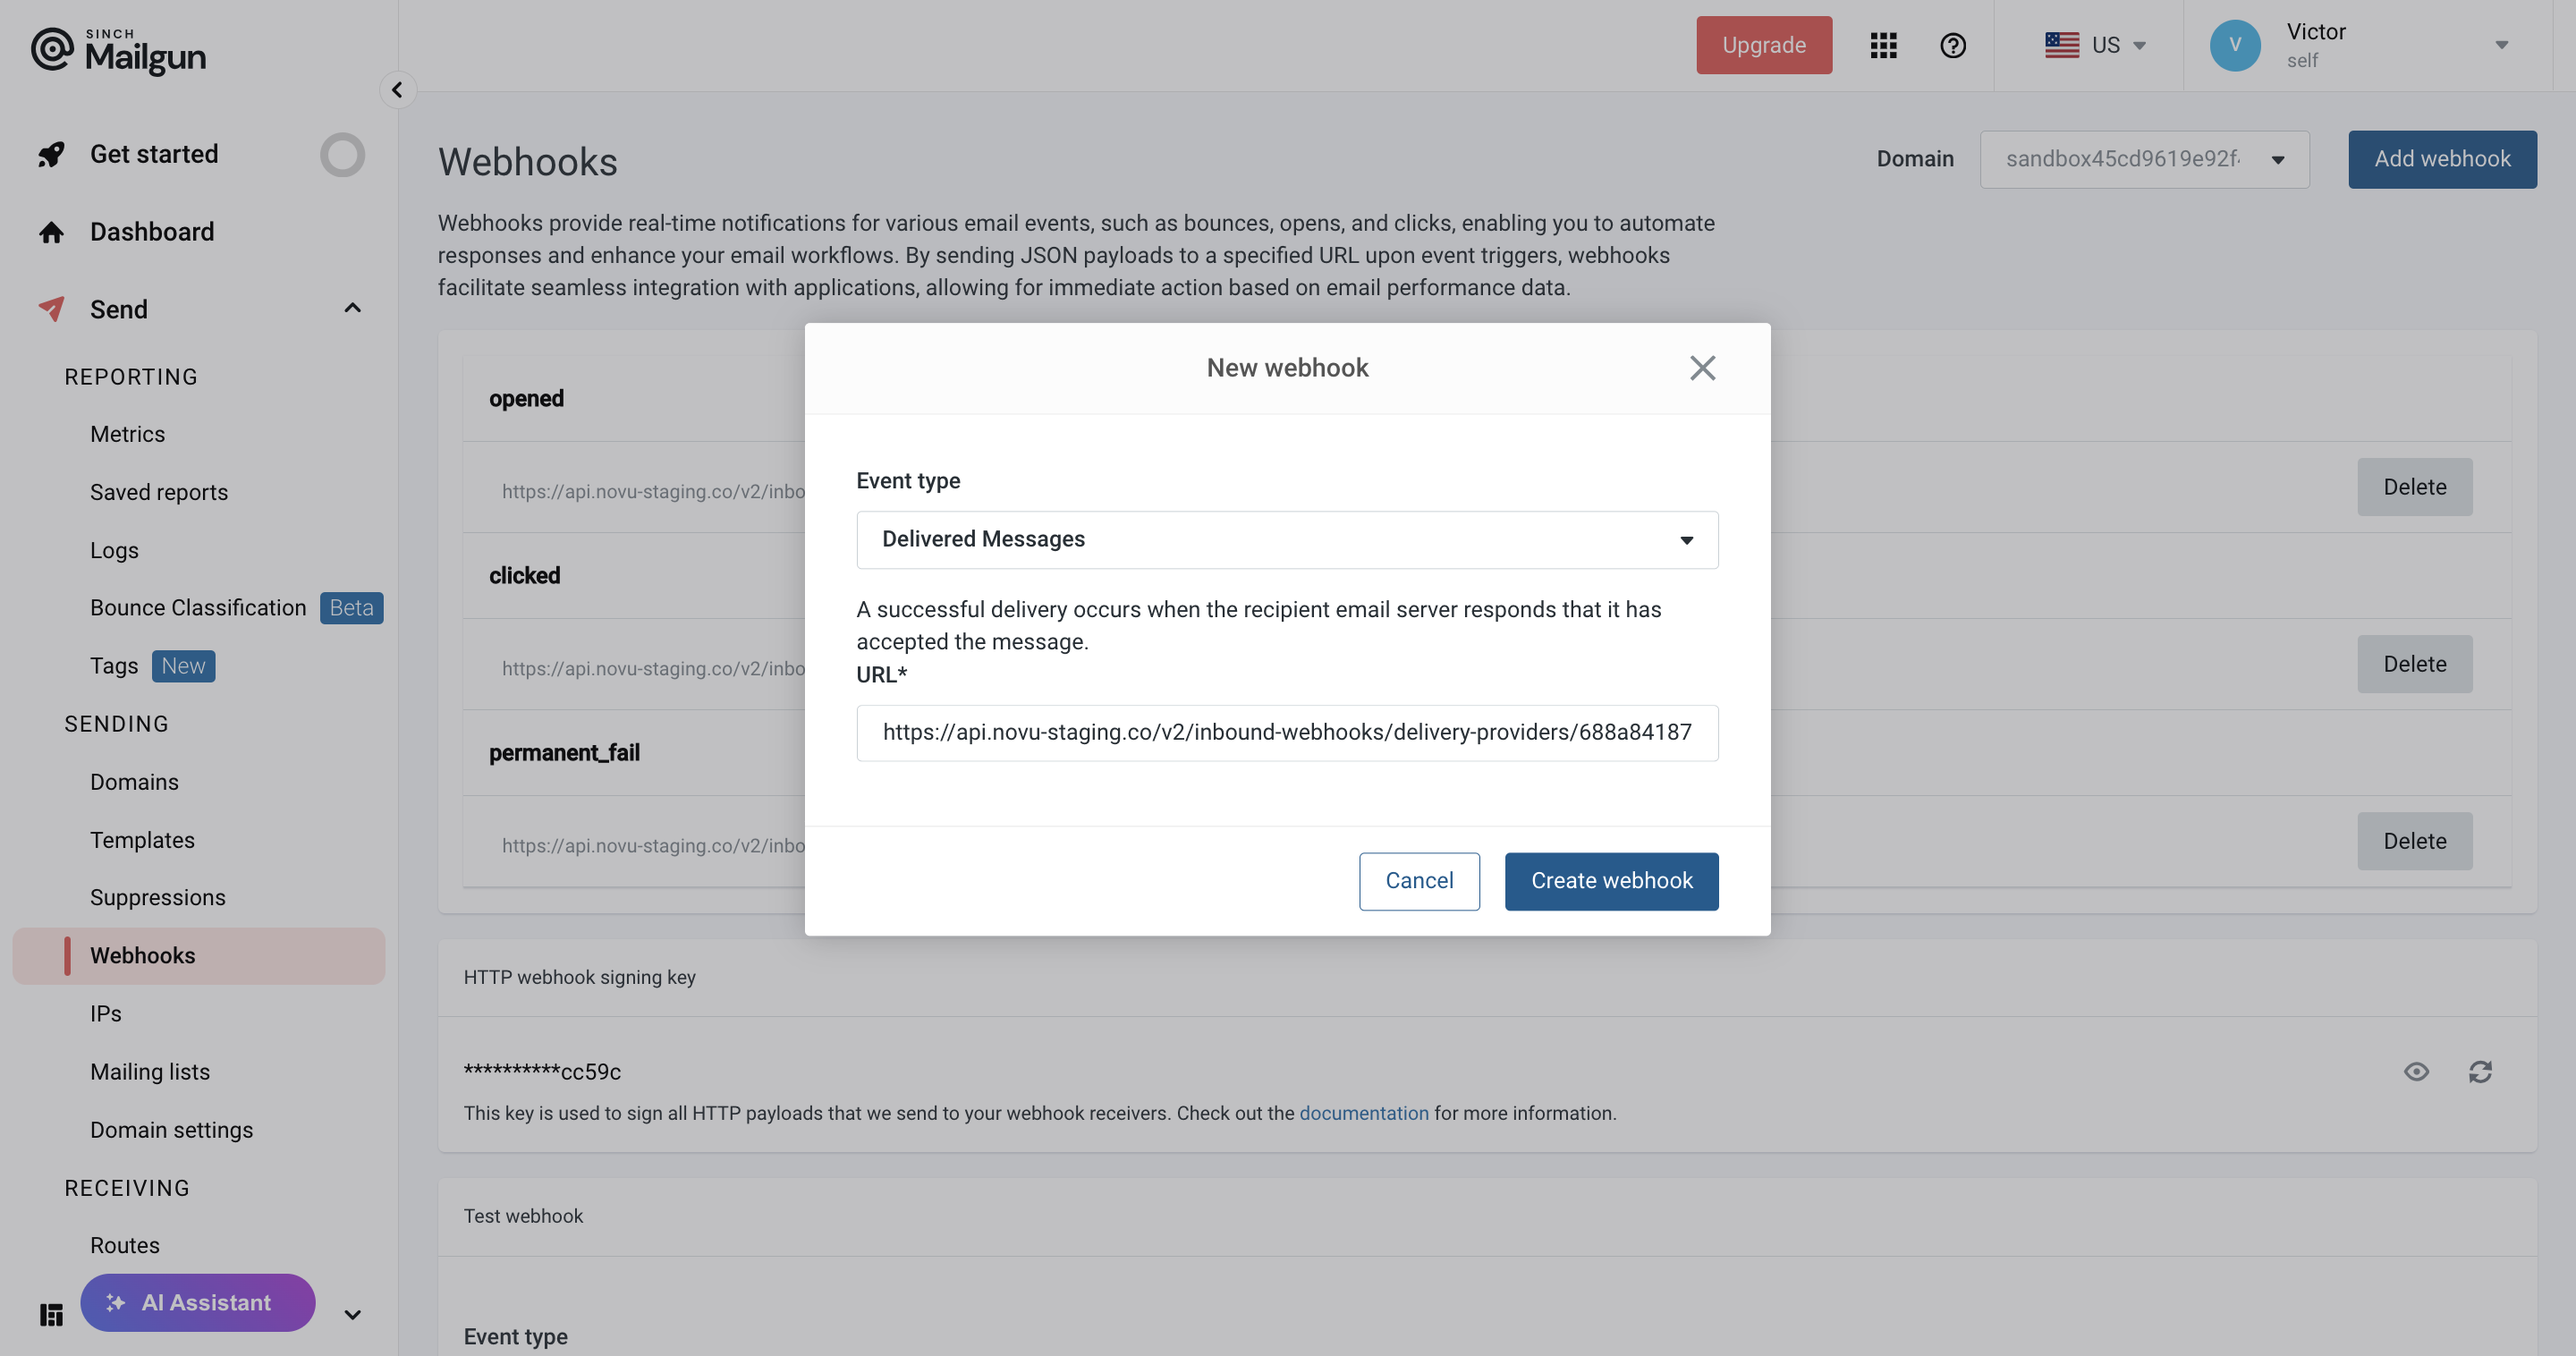 SINCH
Mailgun
Upgrade
US
V
Victor
self
Get started
Dashboard
Send
REPORTING
Metrics
Saved reports
Logs
Bounce Classification Beta
Tags New
SENDING
Domains
Templates
Suppressions
Webhooks
IPs
Mailing lists
Domain settings
RECEIVING
Routes
AI Assistant
Webhooks
Domain
sandbox45cd9619e92f
Add webhook
Webhooks provide real-time notifications for various email events, such as bounces, opens, and clicks, enabling you to automate
responses and enhance your email workflows. By sending JSON payloads to a specified URL upon event triggers, webhooks
facilitate seamless integration with applications, allowing for immediate action based on email performance data.
opened
https://api.novu-staging.co/v2/inbo
Delete
clicked
https://api.novu-staging.co/v2/inbo
Delete
permanent_fail
https://api.novu-staging.co/v2/inbo
Delete
New webhook
Event type
Delivered Messages
A successful delivery occurs when the recipient email server responds that it has
accepted the message.
URL*
https://api.novu-staging.co/v2/inbound-webhooks/delivery-providers/688a84187
Cancel
Create webhook
HTTP webhook signing key
**********cc59c
This key is used to sign all HTTP payloads that we send to your webhook receivers. Check out the documentation for more information.
Test webhook
Event type